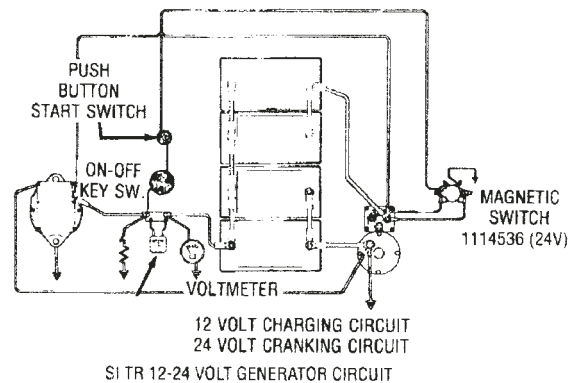 PUSH
BUTTON
START SWITCH
ON-OFF
KEY SW.
MAGNETIC
SWITCH
1114536 (24V)
VOLTMETER
12 VOLT CHARGING CIRCUIT
24 VOLT CRANKING CIRCUIT
SI TR 12-24 VOLT GENERATOR CIRCUIT